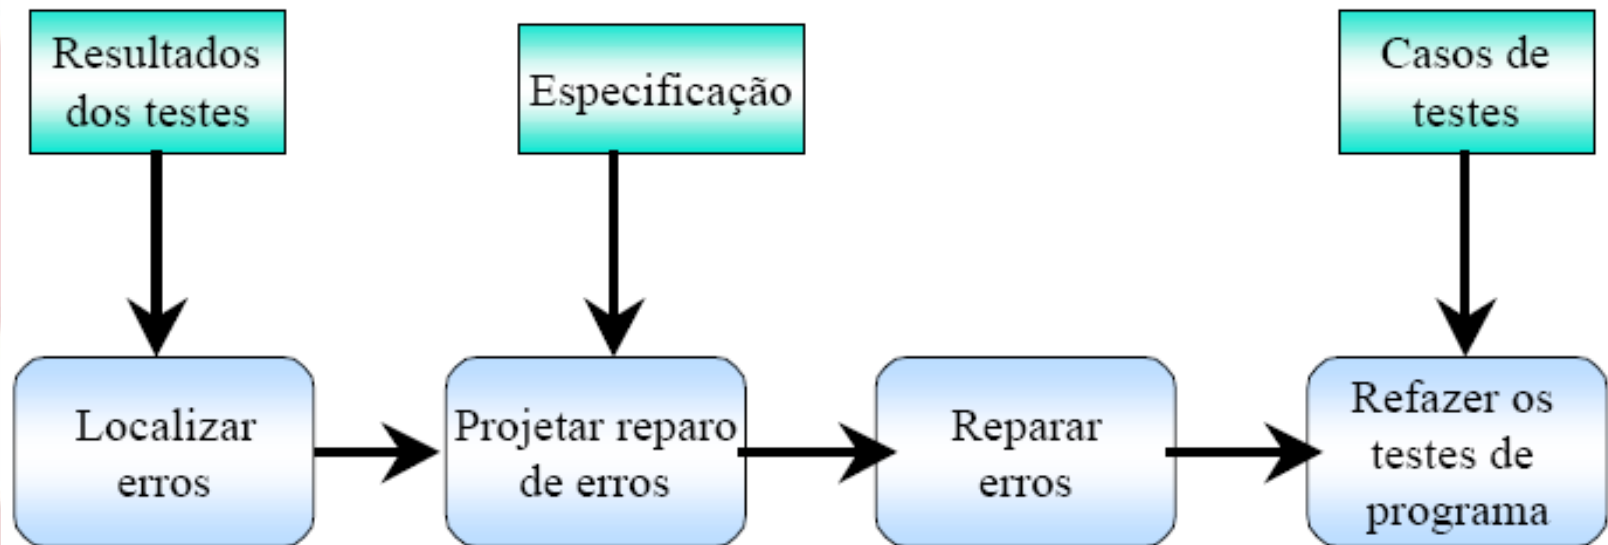 Resultados
dos testes
Especificação
Casos de
testes
Localizar
erros
Projetar reparo
de erros
Reparar
erros
Refazer os
testes de
programa